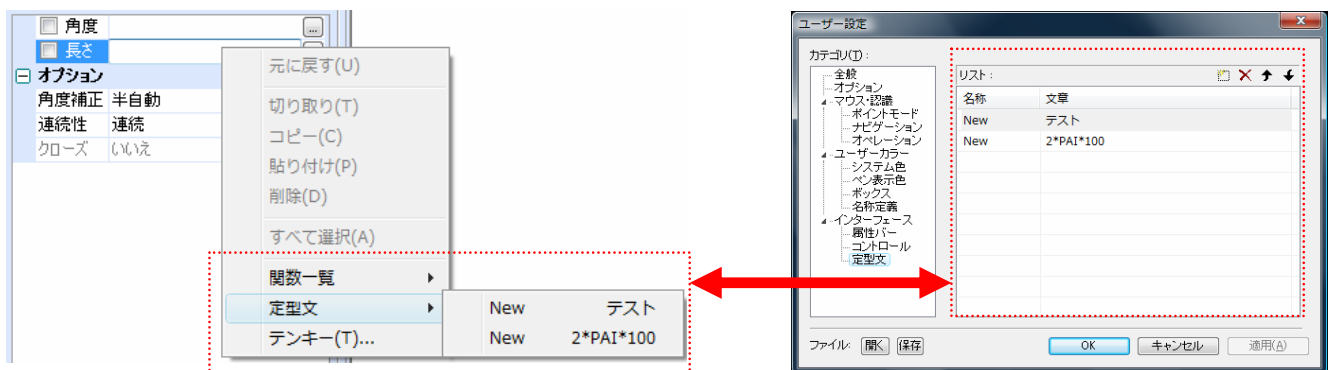 角度
...
長さ
オプション
角度補正 半自動
連続性 連続
クローズ いいえ
元に戻す(U)
切り取り(T)
コピー(C)
貼り付け(P)
削除(D)
すべて選択(A)
関数一覧
定型文
テンキー(T)...
New テスト
New 2*PAI*100
ユーザー設定
カテゴリ(T):
全般
オプション
マウス・認識
ポイントモード
ナビゲーション
オペレーション
ユーザーカラー
システム色
ペン表示色
ボックス
名称定義
インターフェース
属性バー
コントロール
定型文
リスト:
名称 文章
New テスト
New 2*PAI*100
ファイル: 開く 保存
OK キャンセル 適用(A)